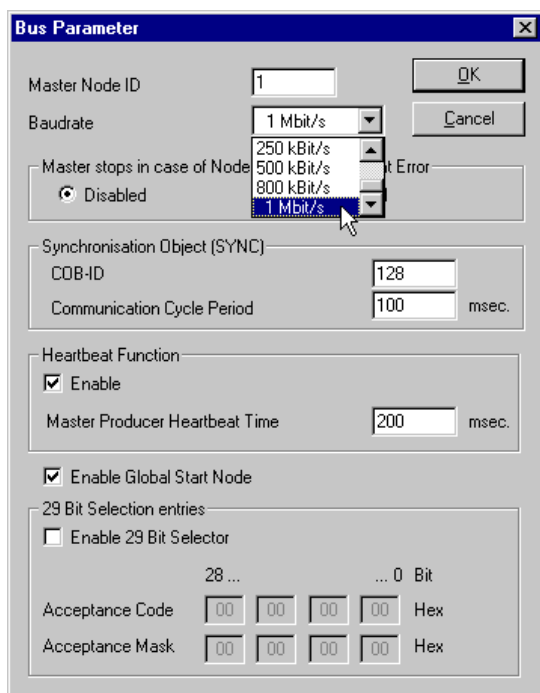 Bus Parameter
Master Node ID 1 OK
Baudrate 1 Mbit/s Cancel
250 kBit/s
500 kBit/s
800 kBit/s
1 Mbit/s
Master stops in case of Node t Error
Disabled
Synchronisation Object (SYNC)
COB-ID 128
Communication Cycle Period 100 msec.
Heartbeat Function
Enable
Master Producer Heartbeat Time 200 msec.
Enable Global Start Node
29 Bit Selection entries
Enable 29 Bit Selector
28 ... ... 0 Bit
Acceptance Code 00 00 00 00 Hex
Acceptance Mask 00 00 00 00 Hex